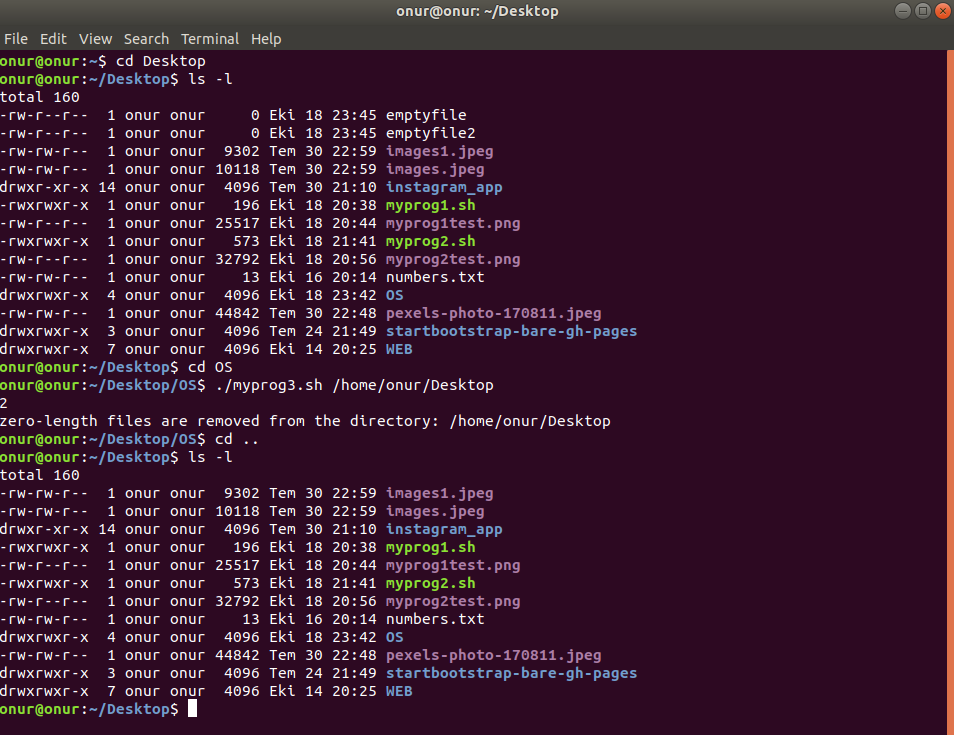 onur@onur: ~/Desktop
File Edit View Search Terminal Help
onur@onur:~$ cd Desktop
onur@onur:~/Desktop$ ls -l
total 160
-rw-r--r--  1 onur onur     0 Eki 18 23:45 emptyfile
-rw-r--r--  1 onur onur     0 Eki 18 23:45 emptyfile2
-rw-rw-r--  1 onur onur  9302 Tem 30 22:59 images1.jpeg
-rw-rw-r--  1 onur onur 10118 Tem 30 22:59 images.jpeg
drwxr-xr-x 14 onur onur  4096 Tem 30 21:10 instagram_app
-rwxrwxr-x  1 onur onur   196 Eki 18 20:38 myprog1.sh
-rw-r--r--  1 onur onur 25517 Eki 18 20:44 myprog1test.png
-rwxrwxr-x  1 onur onur   573 Eki 18 21:41 myprog2.sh
-rw-r--r--  1 onur onur 32792 Eki 18 20:56 myprog2test.png
-rw-rw-r--  1 onur onur    13 Eki 16 20:14 numbers.txt
drwxrwxr-x  4 onur onur  4096 Eki 18 23:42 OS
-rw-rw-r--  1 onur onur 44842 Tem 30 22:48 pexels-photo-170811.jpeg
drwxrwxr-x  3 onur onur  4096 Tem 24 21:49 startbootstrap-bare-gh-pages
drwxrwxr-x  7 onur onur  4096 Eki 14 20:25 WEB
onur@onur:~/Desktop$ cd OS
onur@onur:~/Desktop/OS$ ./myprog3.sh /home/onur/Desktop
2
zero-length files are removed from the directory: /home/onur/Desktop
onur@onur:~/Desktop/OS$ cd ..
onur@onur:~/Desktop$ ls -l
total 160
-rw-rw-r--  1 onur onur  9302 Tem 30 22:59 images1.jpeg
-rw-rw-r--  1 onur onur 10118 Tem 30 22:59 images.jpeg
drwxr-xr-x 14 onur onur  4096 Tem 30 21:10 instagram_app
-rwxrwxr-x  1 onur onur   196 Eki 18 20:38 myprog1.sh
-rw-r--r--  1 onur onur 25517 Eki 18 20:44 myprog1test.png
-rwxrwxr-x  1 onur onur   573 Eki 18 21:41 myprog2.sh
-rw-r--r--  1 onur onur 32792 Eki 18 20:56 myprog2test.png
-rw-rw-r--  1 onur onur    13 Eki 16 20:14 numbers.txt
drwxrwxr-x  4 onur onur  4096 Eki 18 23:42 OS
-rw-rw-r--  1 onur onur 44842 Tem 30 22:48 pexels-photo-170811.jpeg
drwxrwxr-x  3 onur onur  4096 Tem 24 21:49 startbootstrap-bare-gh-pages
drwxrwxr-x  7 onur onur  4096 Eki 14 20:25 WEB
onur@onur:~/Desktop$